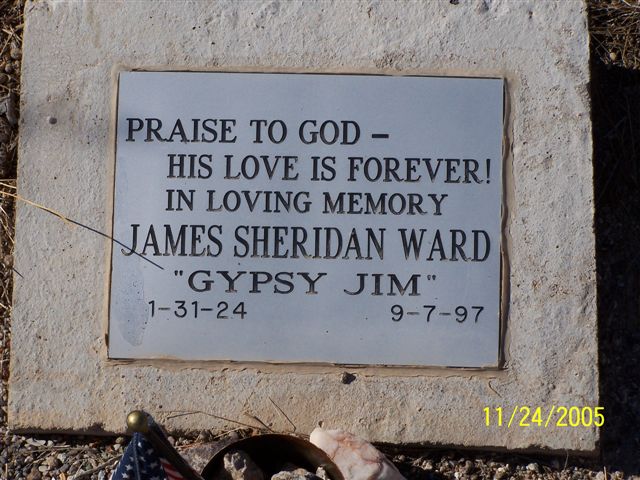 PRAISE TO GOD –
HIS LOVE IS FOREVER!
IN LOVING MEMORY
JAMES SHERIDAN WARD
"GYPSY JIM"
1-31-24 9-7-97
11/24/2005